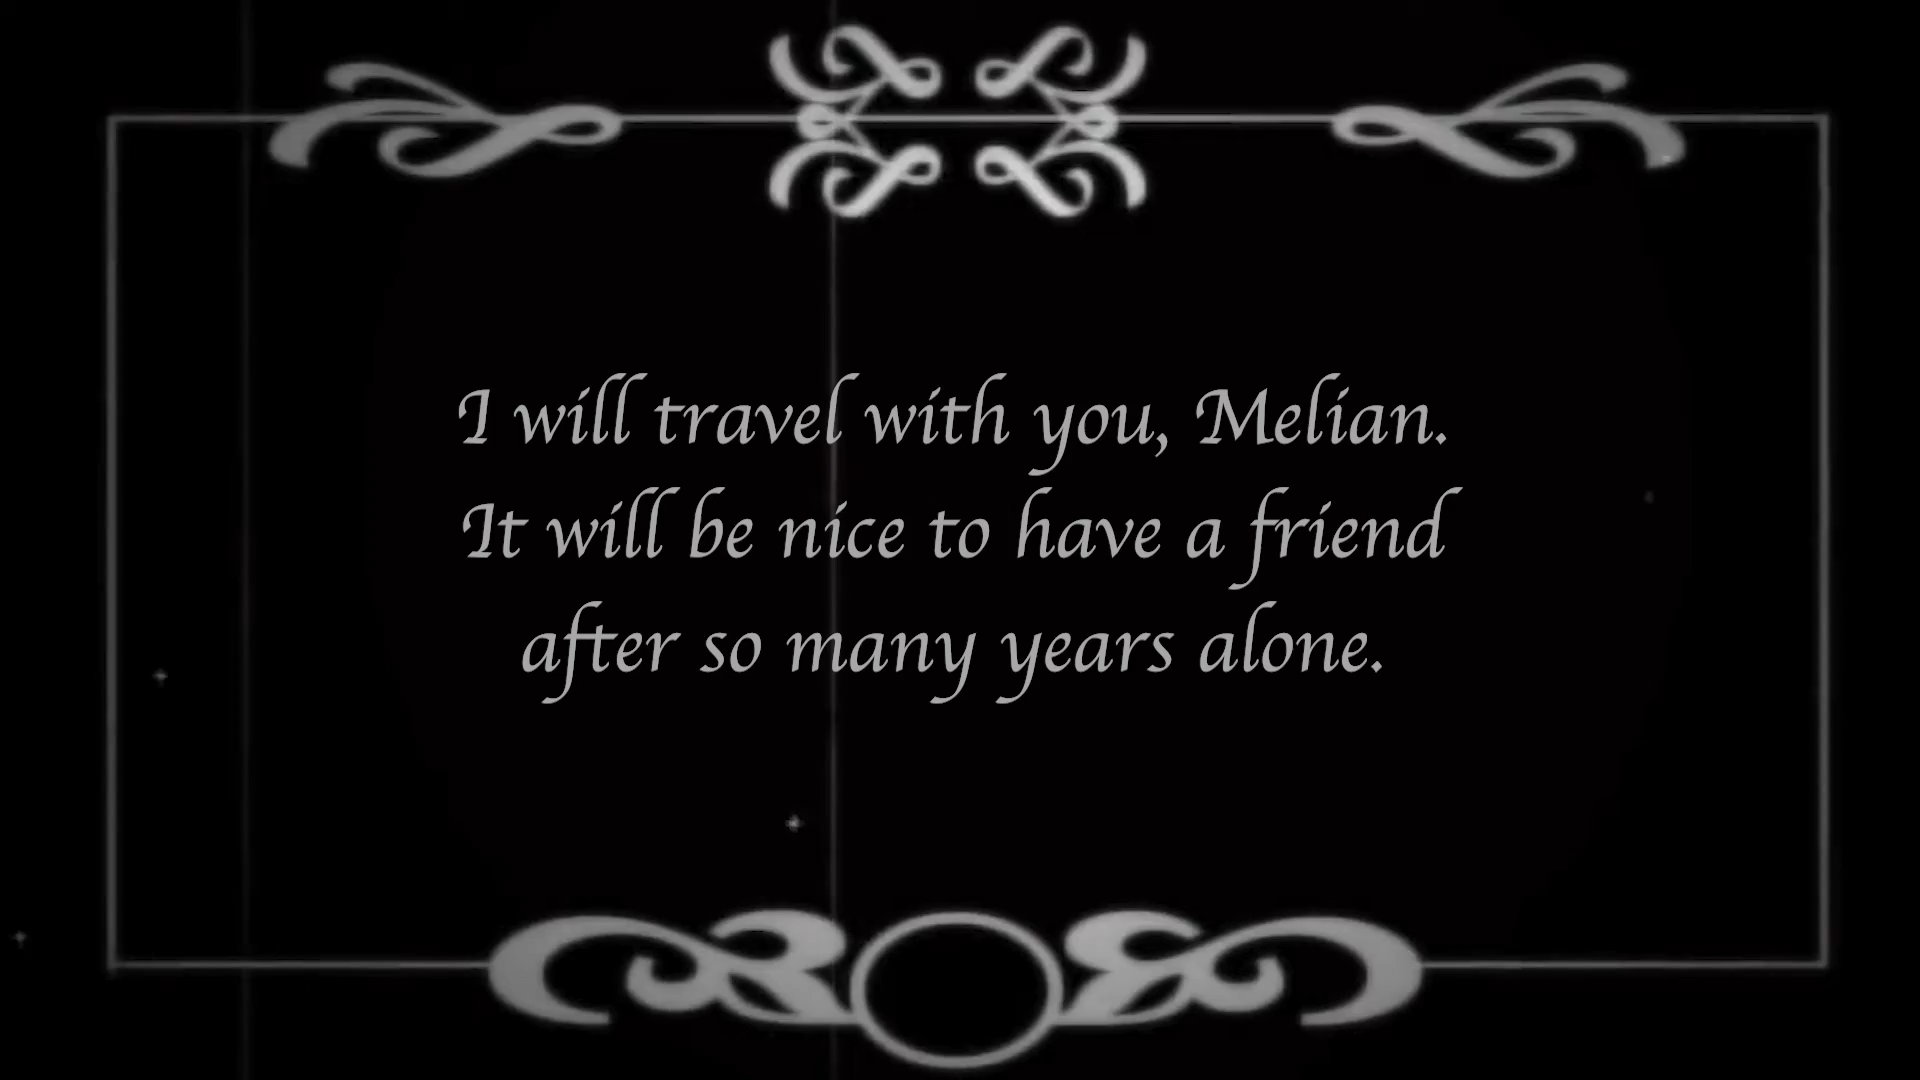 I will travel with you, Melian.
It will be nice to have a friend
after so many years alone.